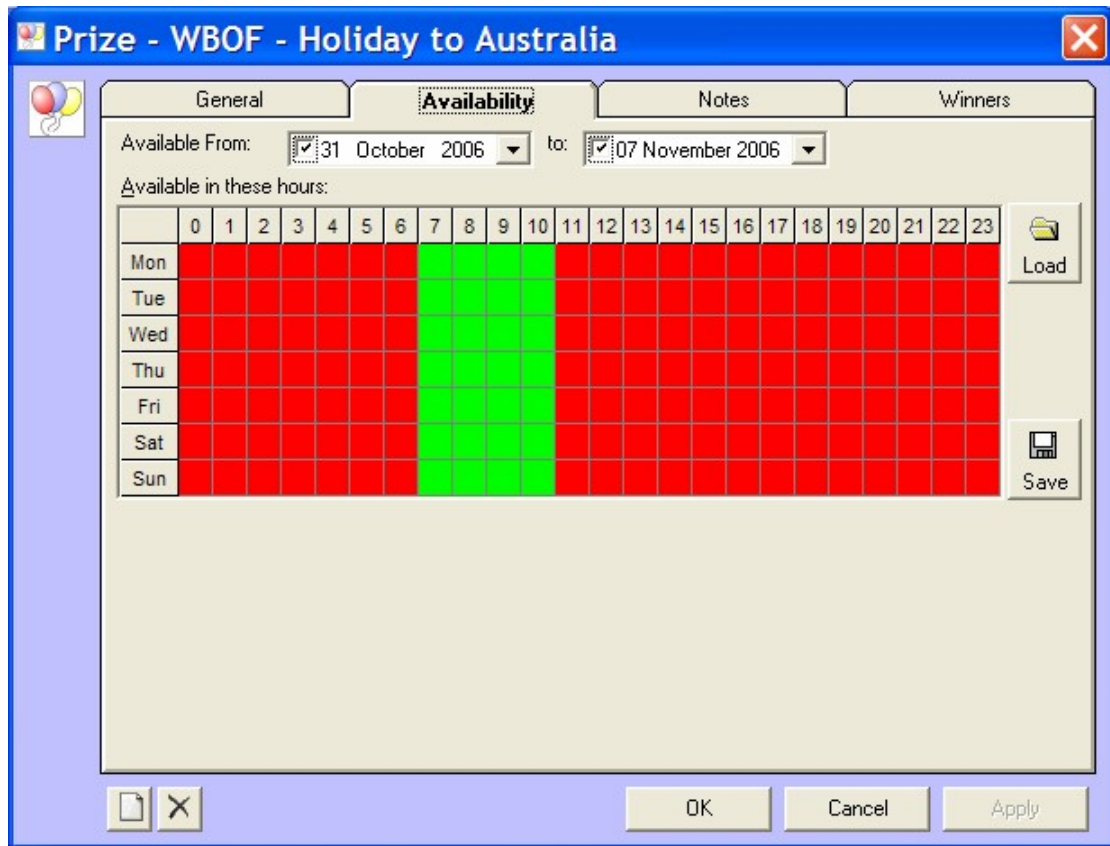 Prize - WBOF - Holiday to Australia
General Availability Notes Winners
Available From: 31 October 2006 to: 07 November 2006
Available in these hours:
0 1 2 3 4 5 6 7 8 9 10 11 12 13 14 15 16 17 18 19 20 21 22 23
Load
Mon
Tue
Wed
Thu
Fri
Sat
Sun
Save
OK Cancel Apply